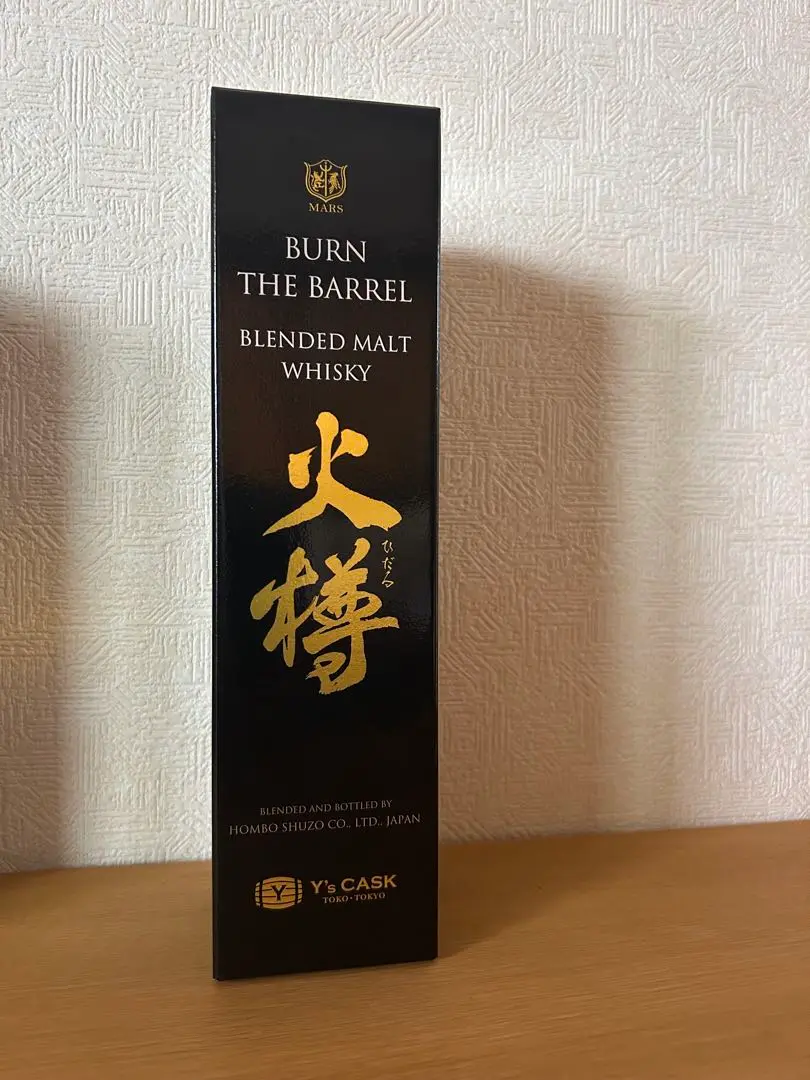 MARS
BURN
THE BARREL
BLENDED MALT
WHISKY
火樽
ひだる
BLENDED AND BOTTLED BY
HOMBO SHUZO CO., LTD., JAPAN
Y
Y's CASK
TOKO・TOKYO